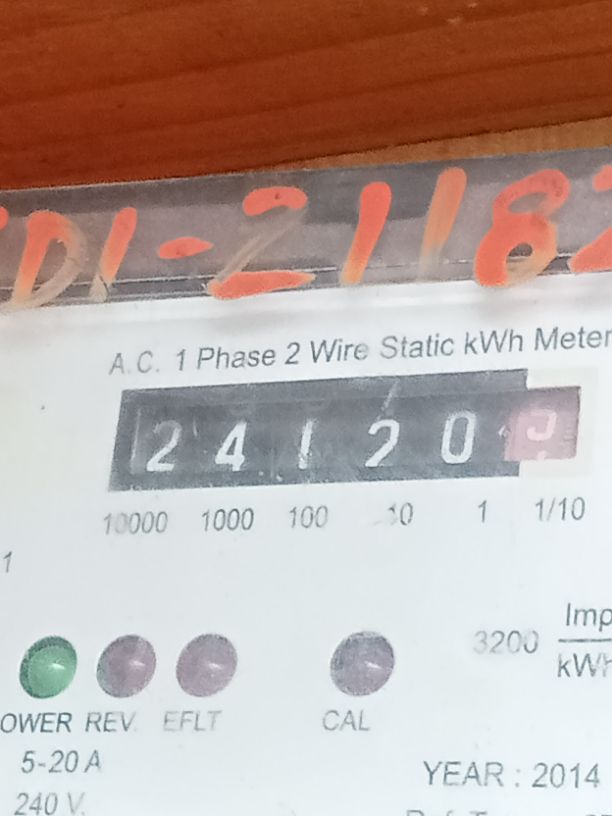 DI-2118
A.C. 1 Phase 2 Wire Static kWh Meter
2 4 1 2 0
10000 1000 100 10 1 1/10
1
3200 Imp
kWh
OWER REV. EFLT CAL
5-20 A
240 V.
YEAR : 2014